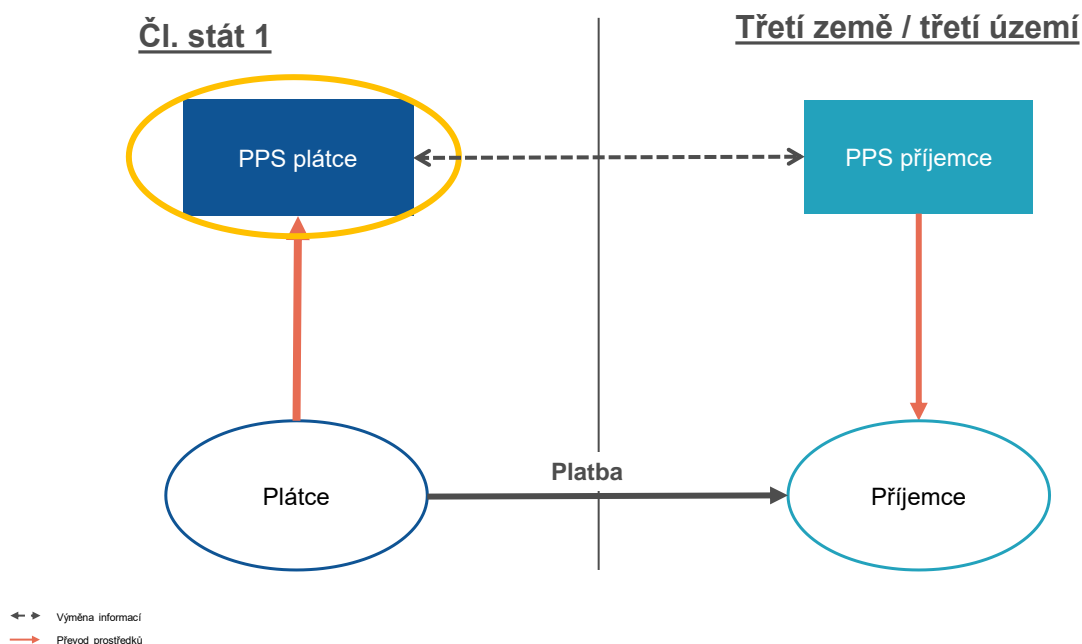 Čl. stát 1
Třetí země / třetí území
PPS plátce
PPS příjemce
Platba
Plátce
Příjemce
Výměna informací
Převod prostředků